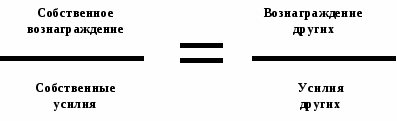 Собственное
вознаграждение
Собственные
усилия
Вознаграждение
других
Усилия
других